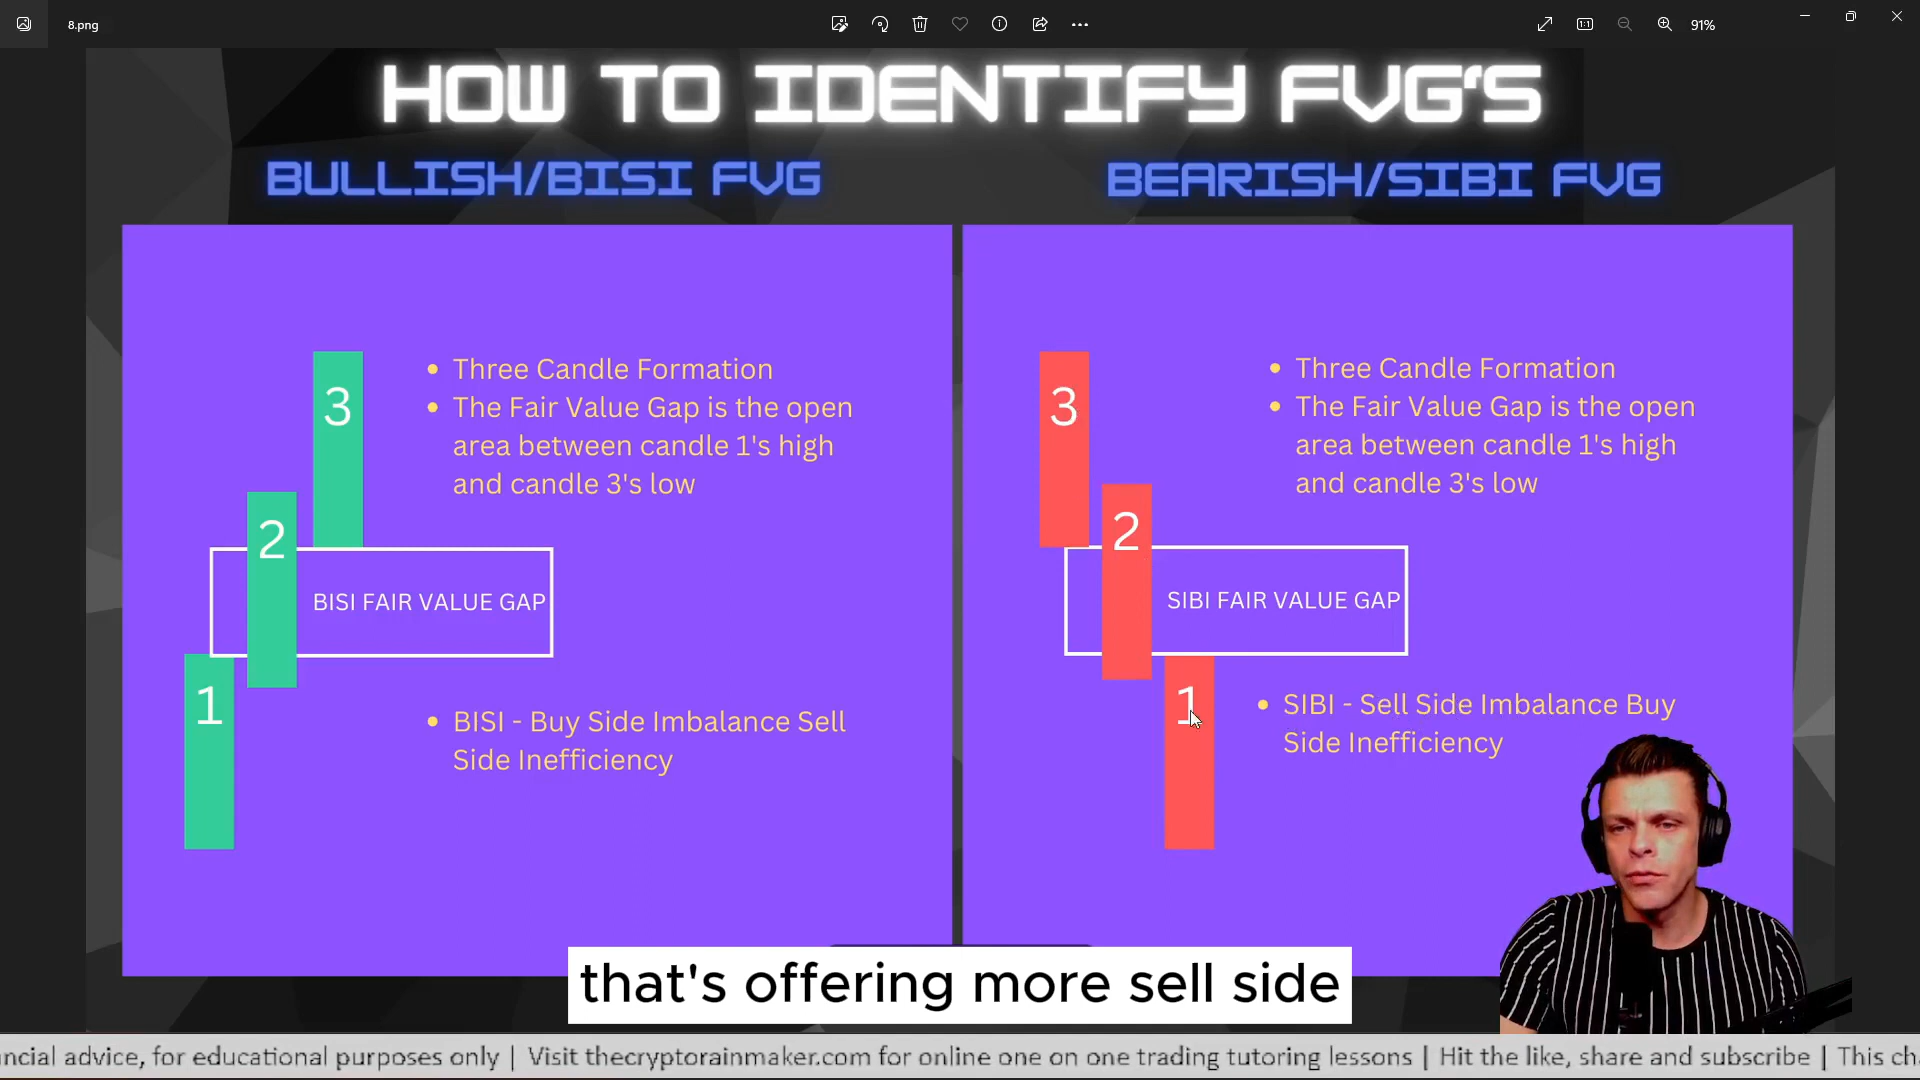 8.png
91%
HOW TO IDENTIFY FVG'S
BULLISH/BISI FVG
BEARISH/SIBI FVG
3
2
1
Three Candle Formation
The Fair Value Gap is the open
area between candle 1's high
and candle 3's low
BISI FAIR VALUE GAP
BISI - Buy Side Imbalance Sell
Side Inefficiency
3
2
1
Three Candle Formation
The Fair Value Gap is the open
area between candle 1's high
and candle 3's low
SIBI FAIR VALUE GAP
SIBI - Sell Side Imbalance Buy
Side Inefficiency
that's offering more sell side
ncial advice, for educational purposes only | Visit thecryptorainmaker.com for online one on one trading tutoring lessons | Hit the like, share and subscribe | This ch